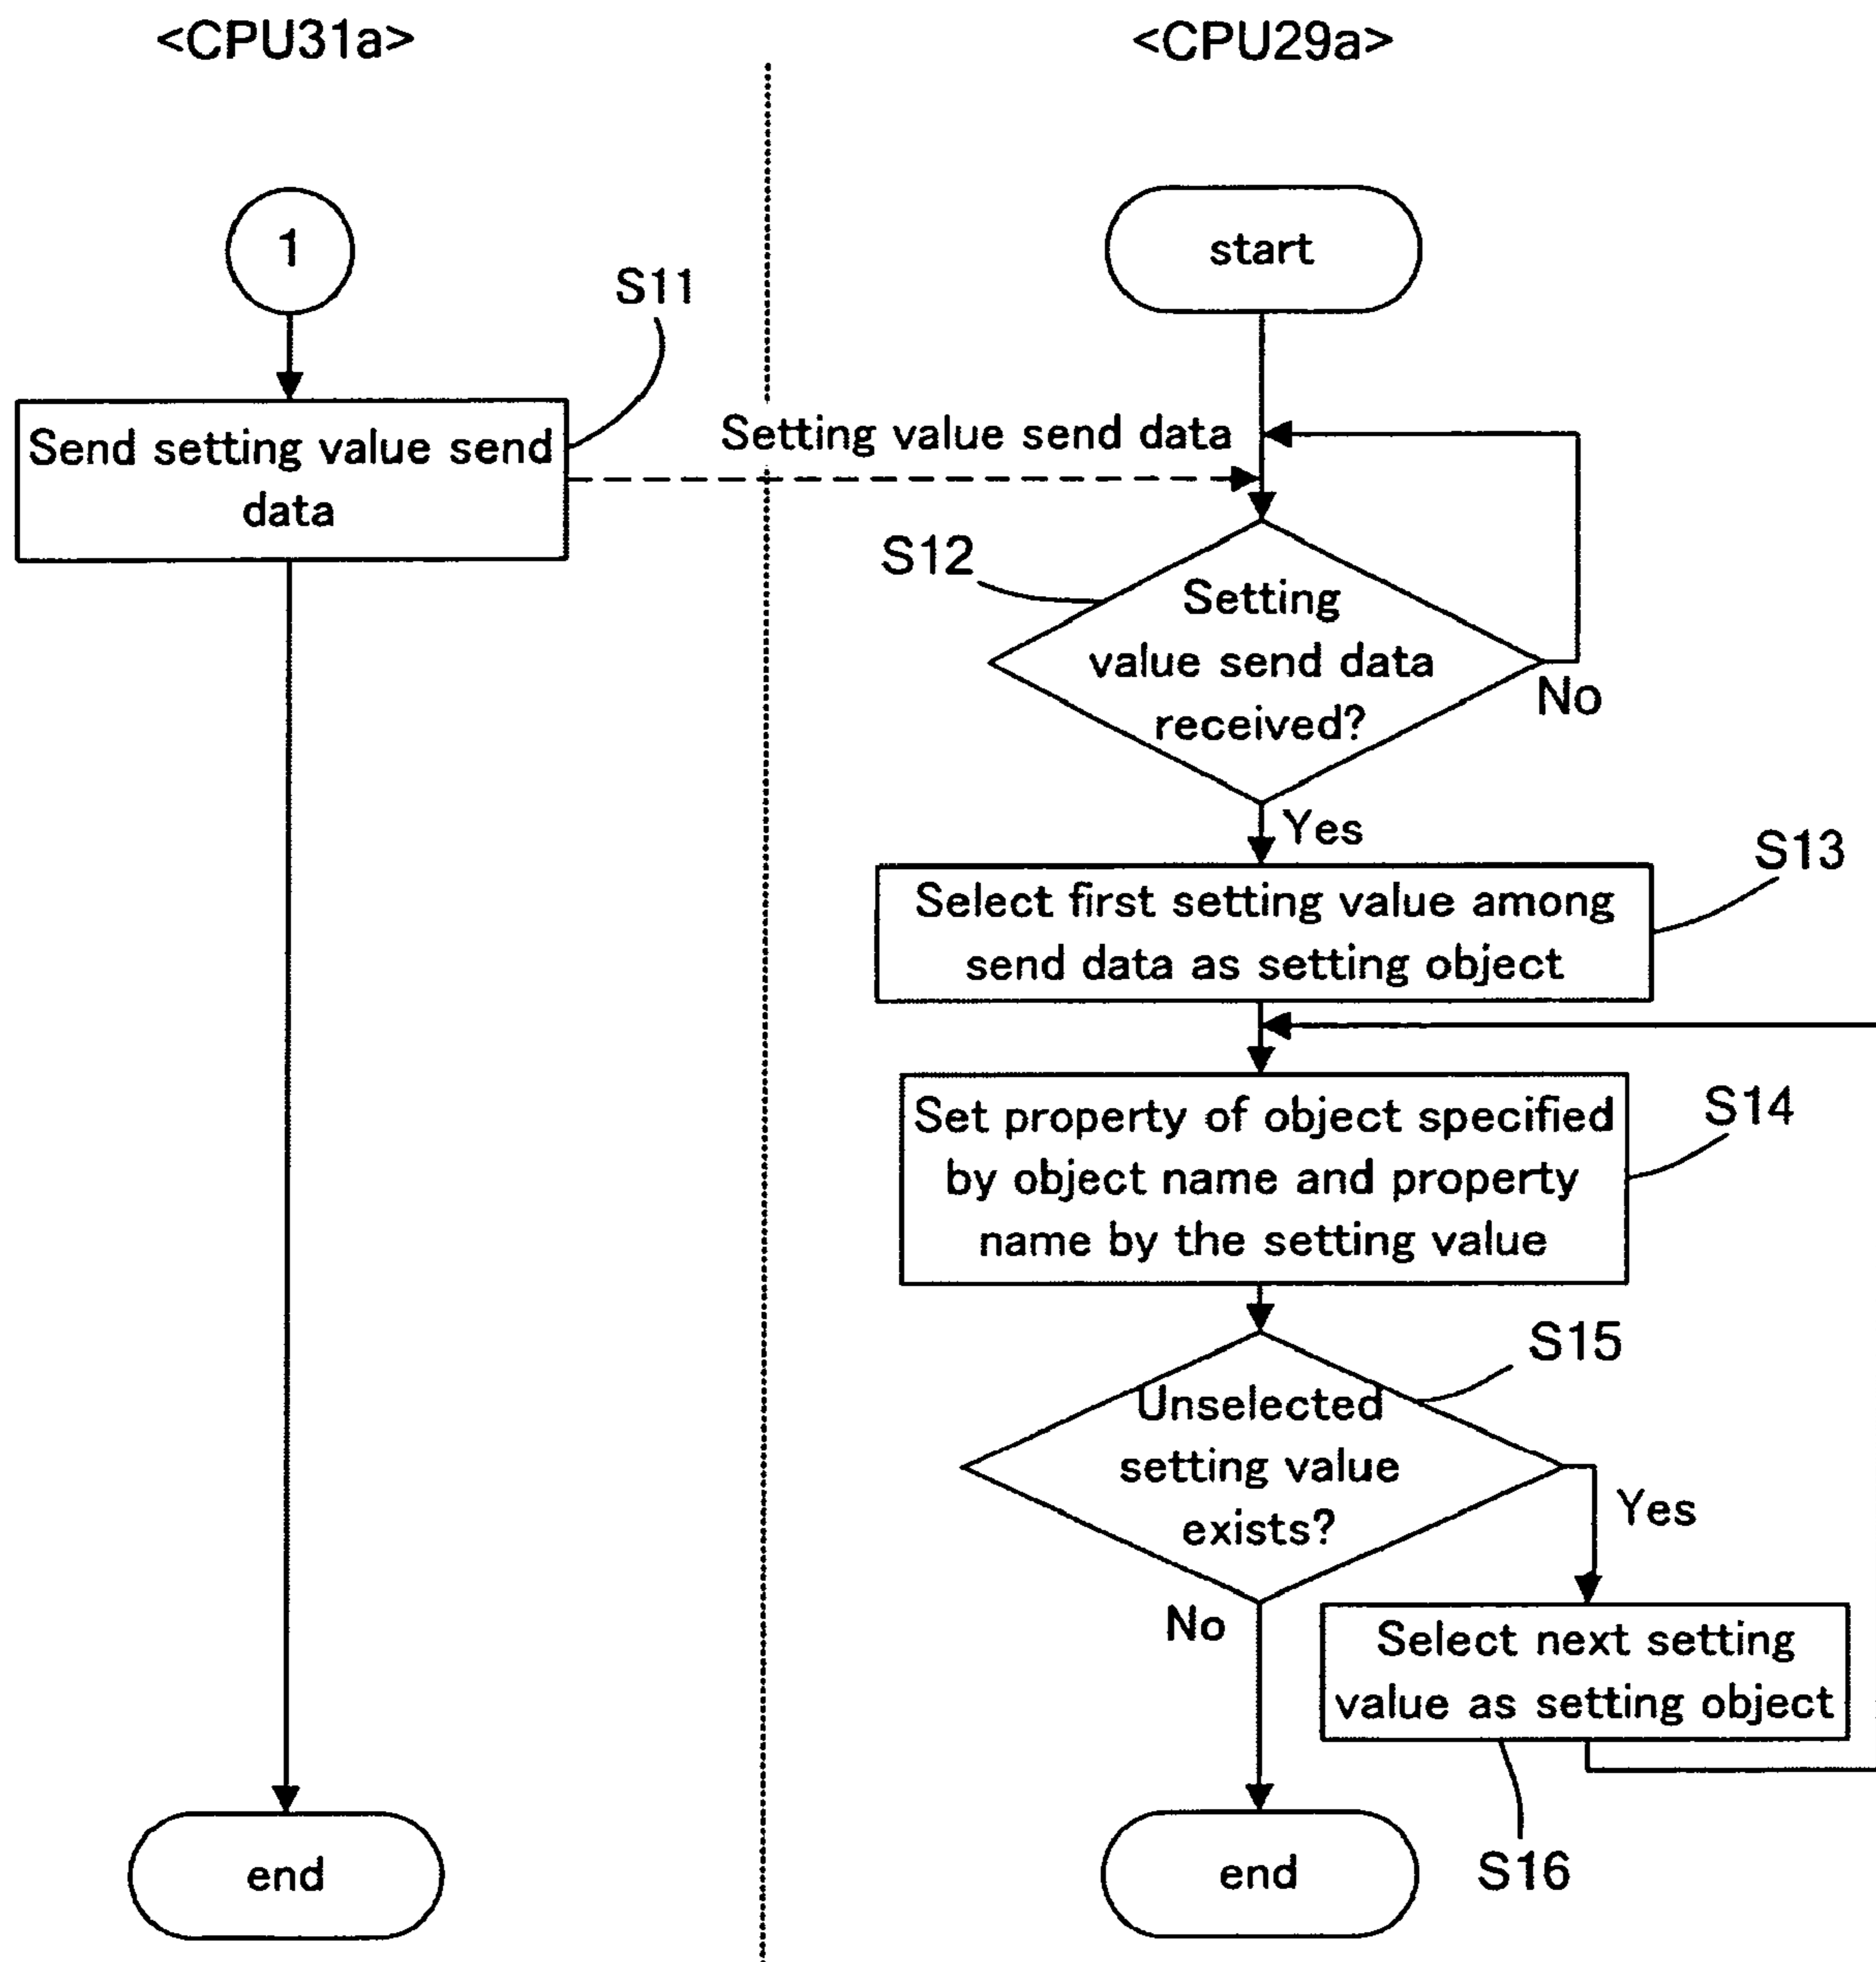 <CPU31a>
<CPU29a>
1
S11
start
Send setting value send
data
Setting value send data
S12
Setting
value send data
received?
No
Yes
S13
Select first setting value among
send data as setting object
S14
Set property of object specified
by object name and property
name by the setting value
S15
Unselected
setting value
exists?
Yes
No
Select next setting
value as setting object
end
end
S16